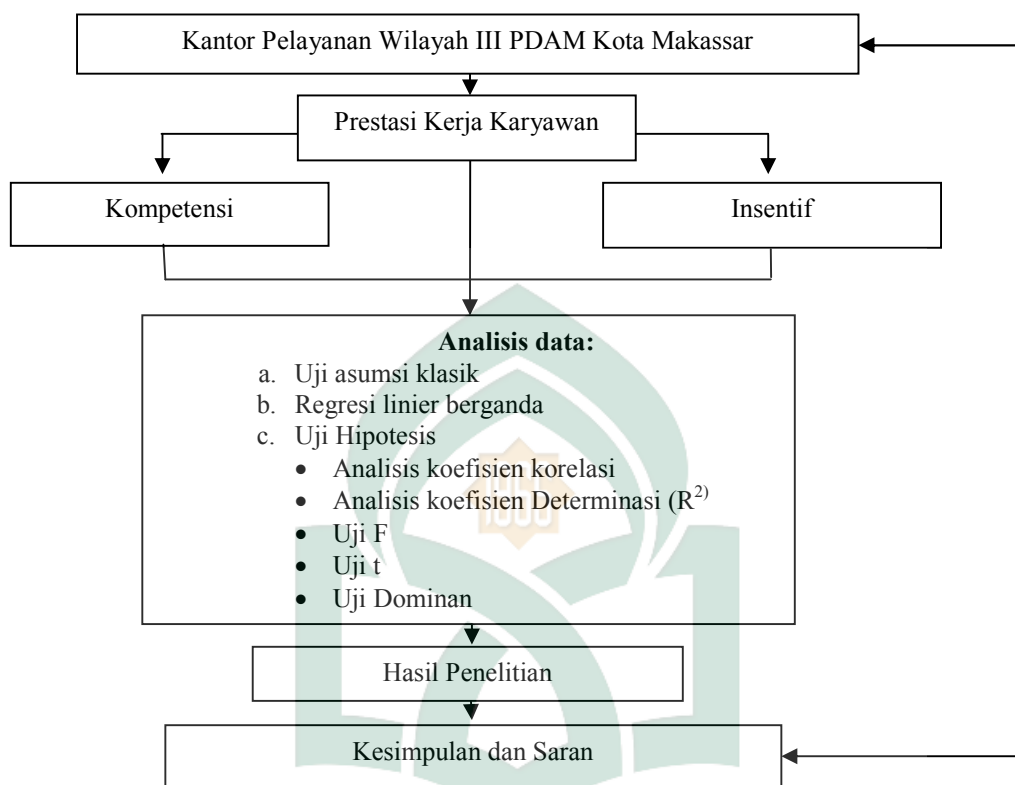 Kantor Pelayanan Wilayah III PDAM Kota Makassar
Prestasi Kerja Karyawan
Kompetensi
Insentif
Analisis data:
a. Uji asumsi klasik
b. Regresi linier berganda
c. Uji Hipotesis
• Analisis koefisien korelasi
• Analisis koefisien Determinasi (R²⁾
• Uji F
• Uji t
• Uji Dominan
1965
Hasil Penelitian
Kesimpulan dan Saran